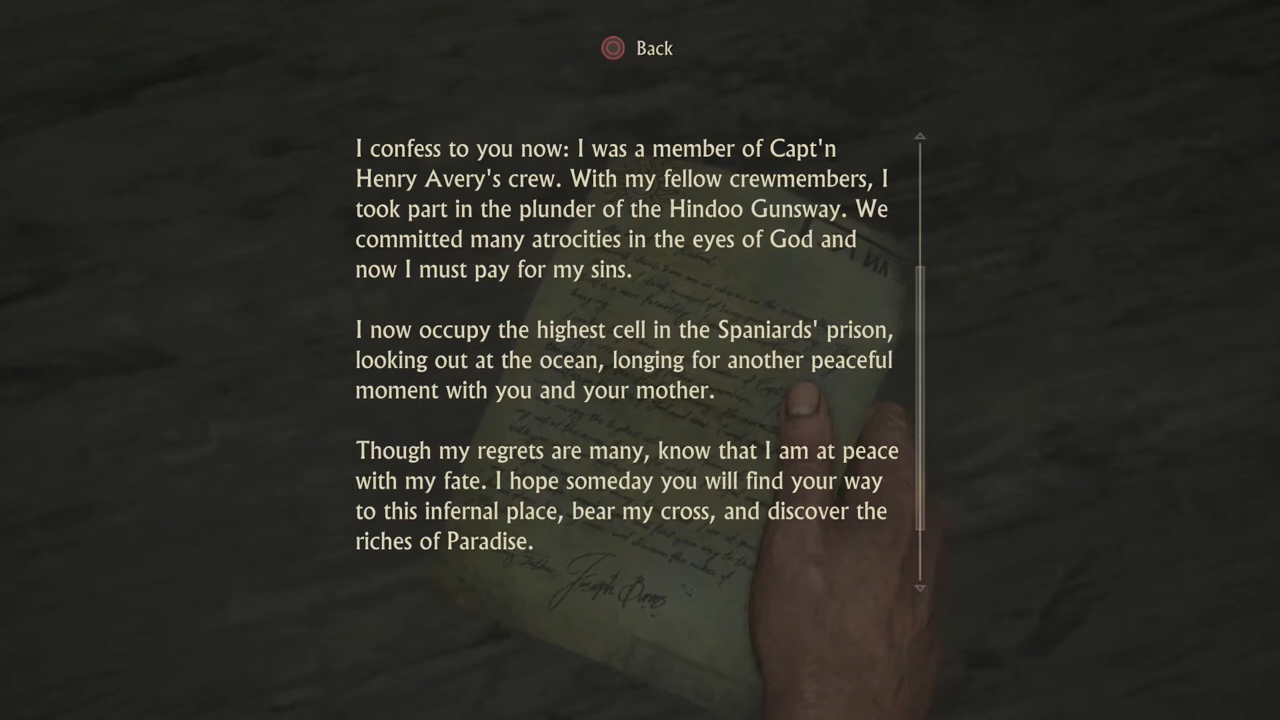 Back
I confess to you now: I was a member of Capt'n
Henry Avery's crew. With my fellow crewmembers, I
took part in the plunder of the Hindoo Gunsway. We
committed many atrocities in the eyes of God and
now I must pay for my sins.
I now occupy the highest cell in the Spaniards' prison,
looking out at the ocean, longing for another peaceful
moment with you and your mother.
Though my regrets are many, know that I am at peace
with my fate. I hope someday you will find your way
to this infernal place, bear my cross, and discover the
riches of Paradise.
Joseph Burnes